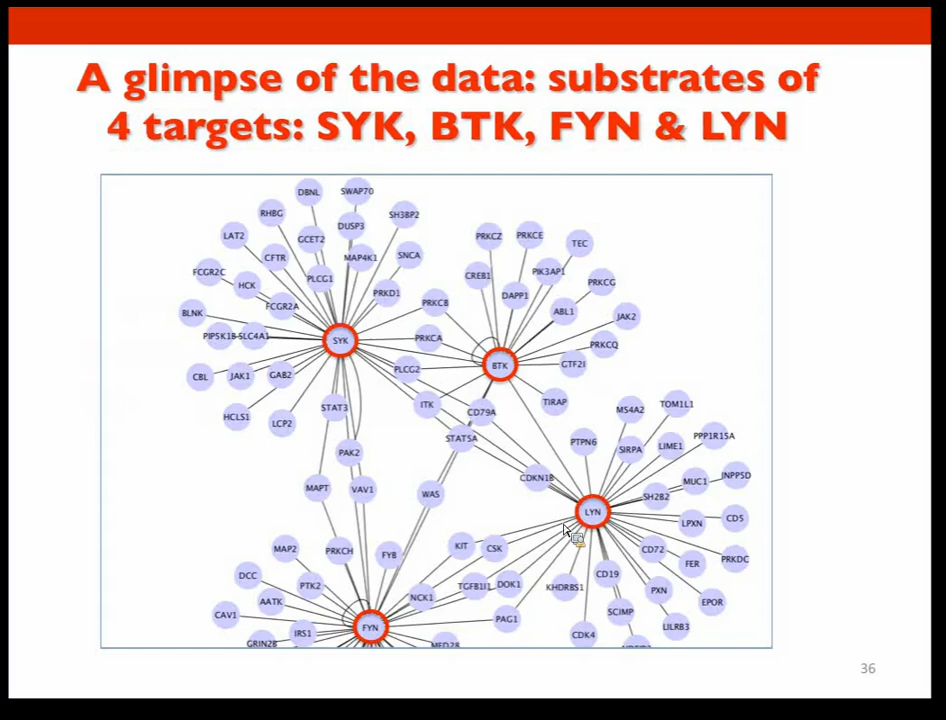 A glimpse of the data: substrates of
4 targets: SYK, BTK, FYN & LYN
DBNL
SWAP70
RHBG
DUSP3
SH3BP2
LAT2
GCET2
CFTR
MAP4K1
SNCA
FCGR2C
HCK
PLCG1
PRKD1
FCGR2A
BLNK
PIP5K1B
SLC4A1
SYK
PRKCB
PRKCA
CBL
JAK1
GAB2
PLCG2
HCLS1
LCP2
STAT3
ITK
CD79A
STAT5A
PRKCZ
PRKCE
TEC
CREB1
PIK3AP1
DAPP1
PRKCG
ABL1
JAK2
PRKCQ
BTK
GTF2I
TIRAP
PAK2
MAPT
VAV1
WAS
CDKN1B
PTPN6
MS4A2
TOM1L1
SIRPA
LIME1
PPP1R15A
MUC1
INPP5D
SH2B2
LYN
LPXN
CD5
CD72
FER
PRKDC
MAP2
PRKCH
FYB
KIT
CSK
DCC
PTK2
AATK
CAV1
IRS1
GRIN2B
FYN
NCK1
TGFB1I1
DOK1
PAG1
MED28
KHDRBS1
CD19
PXN
EPOR
SCIMP
LILRB3
CDK4
36